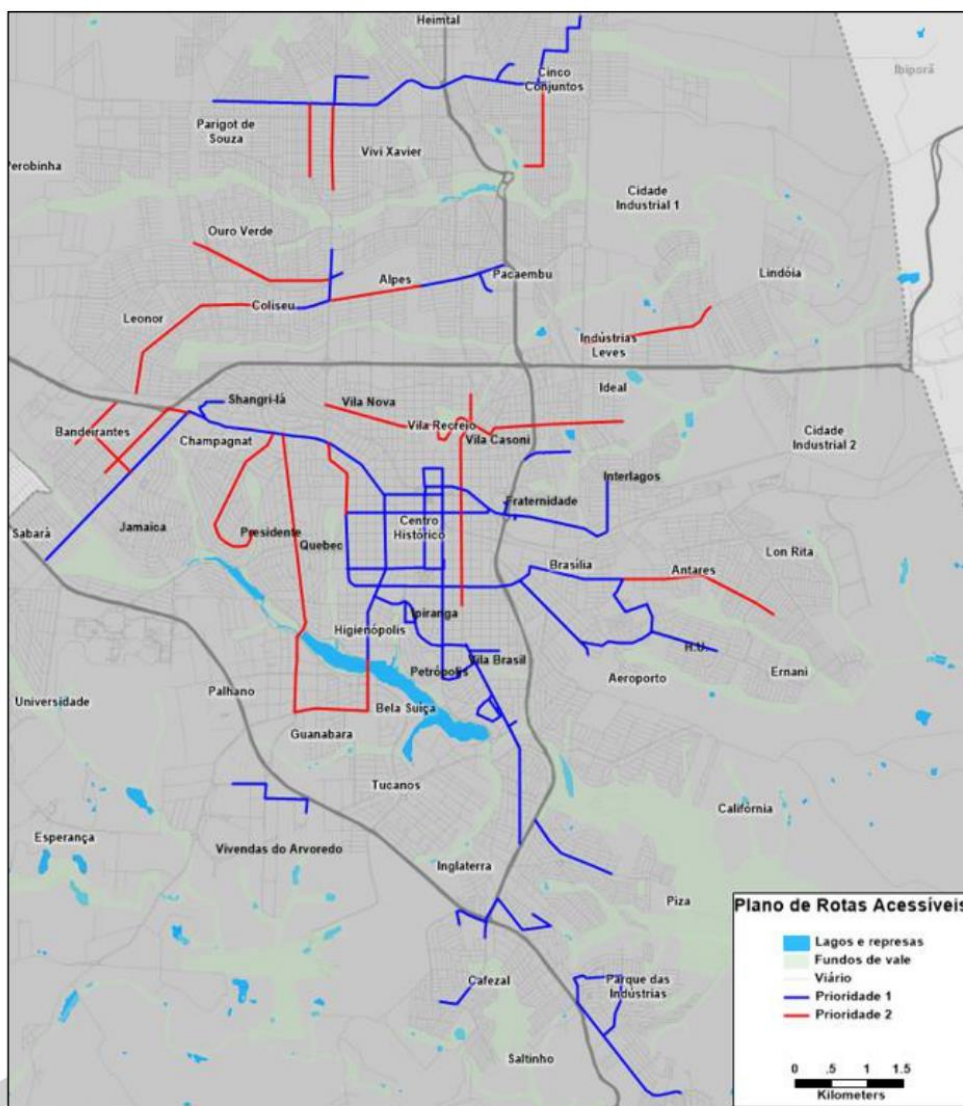 Heimtal
Ibiporã
Cinco
Conjuntos
Parigot de
Souza
Vivi Xavier
Perobinha
Cidade
Industrial 1
Ouro Verde
Lindóia
Pacaembu
Alpes
Coliseu
Leonor
Indústrias
Leves
Ideal
Shangri-lá
Vila Nova
Vila Recreio
Bandeirantes
Champagnat
Vila Casoni
Cidade
Industrial 2
Interlagos
Fraternidade
Centro
Histórico
Sabará
Jamaica
Presidente
Quebec
Lon Rita
Brasília
Antares
Ipiranga
Higienópolis
R.U.
Vila Brasil
Petrópolis
Aeroporto
Ernani
Palhano
Universidade
Bela Suiça
Guanabara
Tucanos
Califórnia
Esperança
Vivendas do Arvoredo
Inglaterra
Piza
Cafezal
Parque das
Indústrias
Saltinho
Plano de Rotas Acessíveis
Lagos e represas
Fundos de vale
Viário
Prioridade 1
Prioridade 2
0 .5 1 1.5
Kilometers